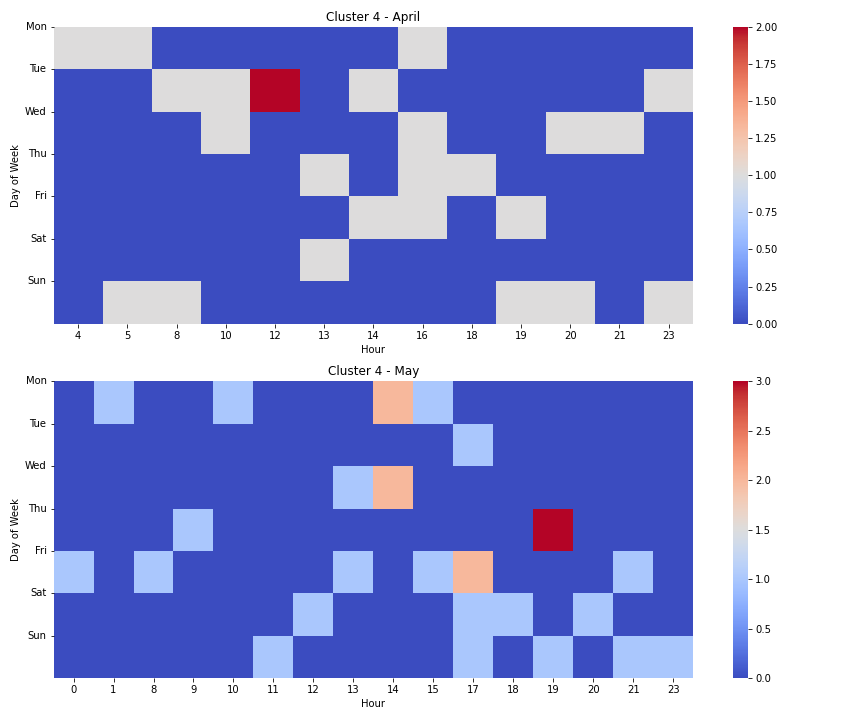 Cluster 4 - April
Day of Week
Mon
Tue
Wed
Thu
Fri
Sat
Sun
4 5 8 10 12 13 14 16 18 19 20 21 23
Hour
2.00
1.75
1.50
1.25
1.00
0.75
0.50
0.25
0.00
Cluster 4 - May
Day of Week
Mon
Tue
Wed
Thu
Fri
Sat
Sun
0 1 8 9 10 11 12 13 14 15 17 18 19 20 21 23
Hour
3.0
2.5
2.0
1.5
1.0
0.5
0.0